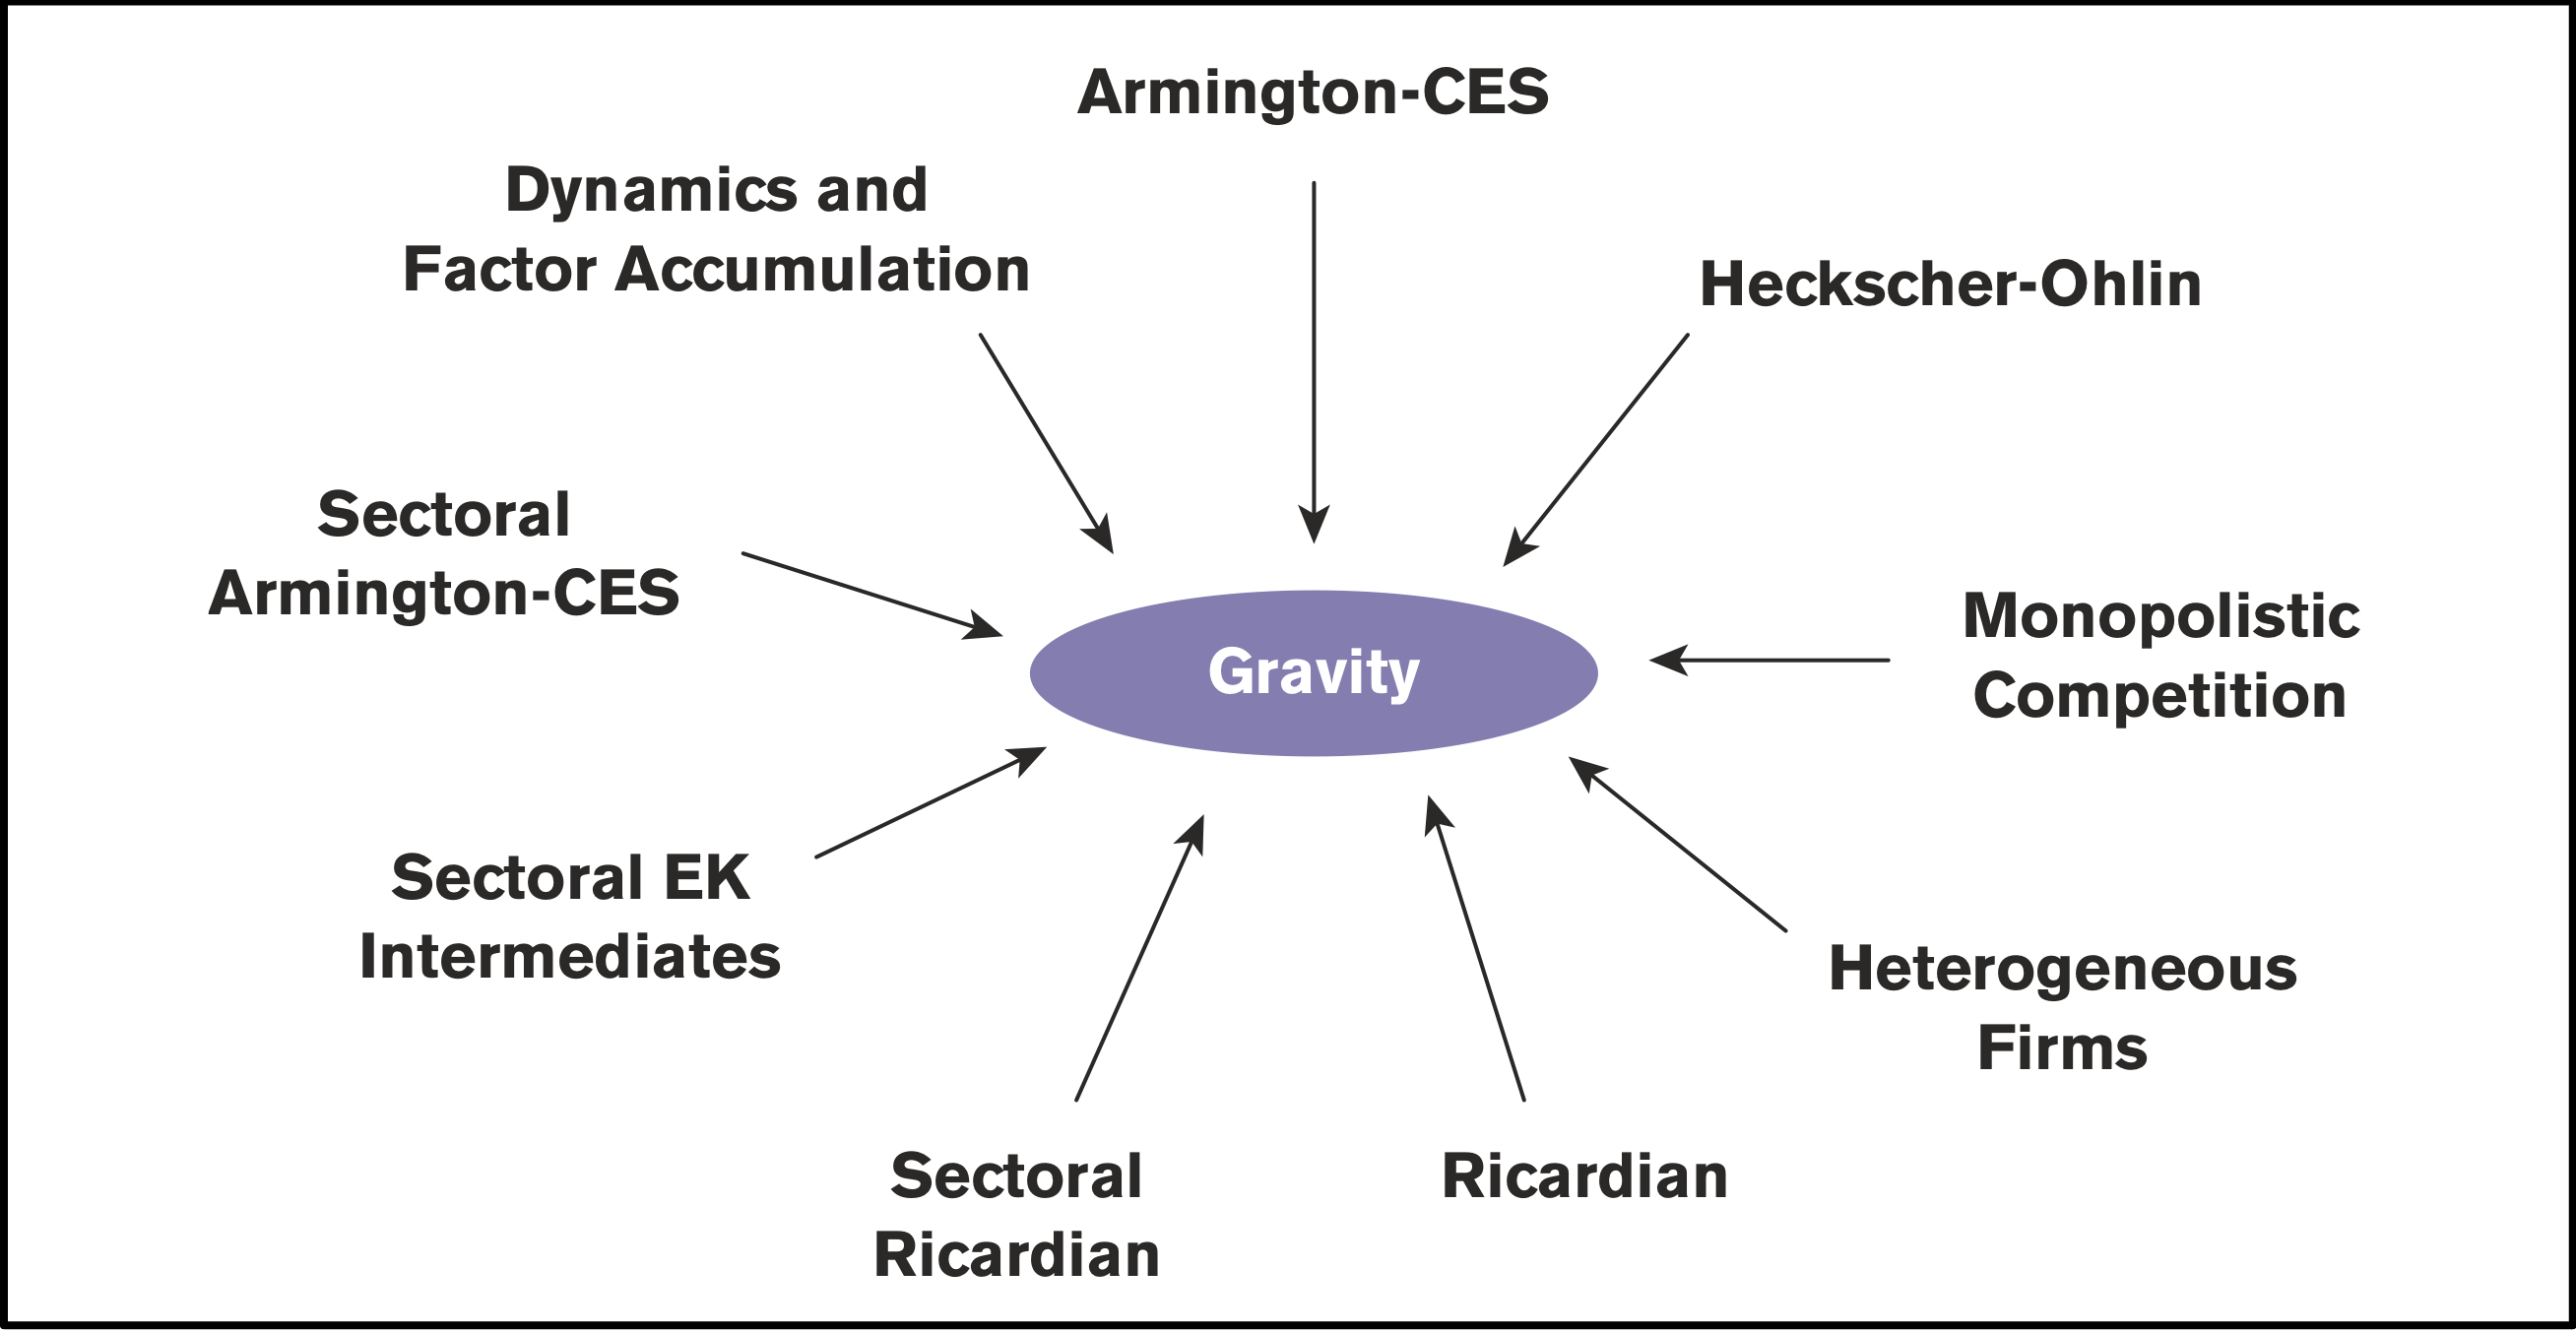 Armington-CES
Dynamics and
Factor Accumulation
Heckscher-Ohlin
Sectoral
Armington-CES
Monopolistic
Competition
Gravity
Sectoral EK
Intermediates
Heterogeneous
Firms
Sectoral
Ricardian
Ricardian